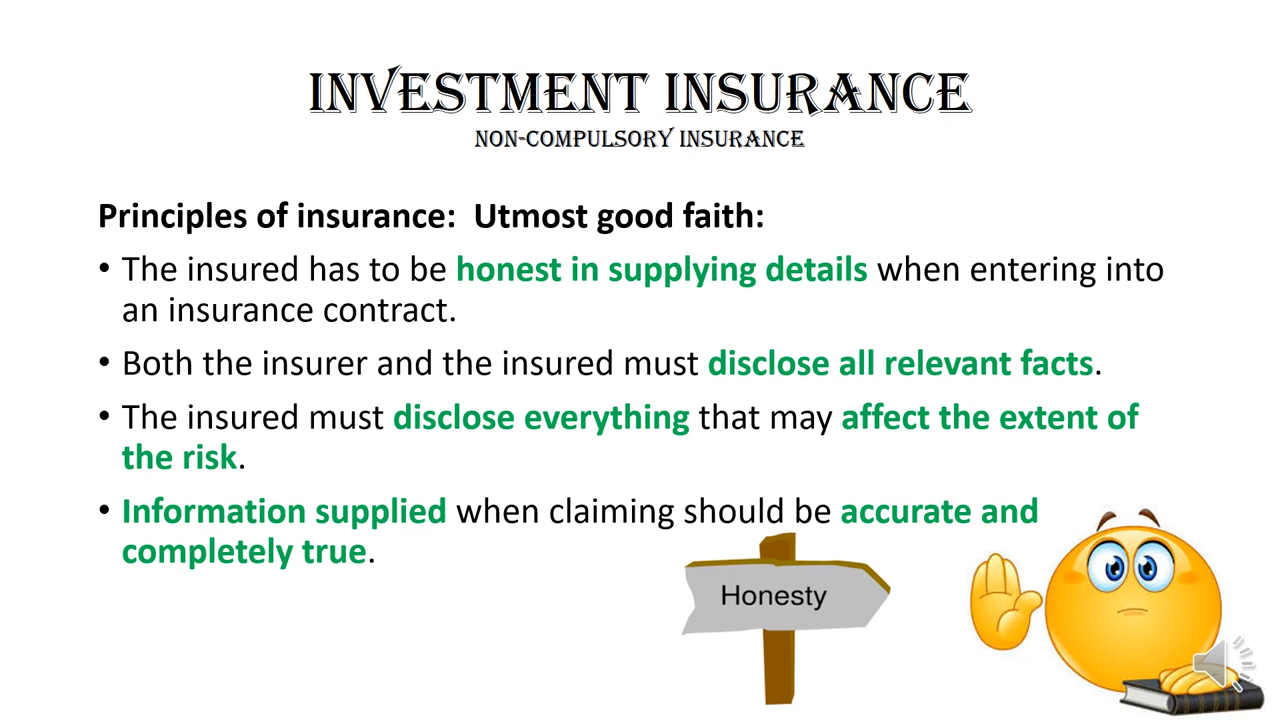 INVESTMENT INSURANCE
NON-COMPULSORY INSURANCE
Principles of insurance:  Utmost good faith:
• The insured has to be honest in supplying details when entering into
an insurance contract.
• Both the insurer and the insured must disclose all relevant facts.
• The insured must disclose everything that may affect the extent of
the risk.
• Information supplied when claiming should be accurate and
completely true.
Honesty